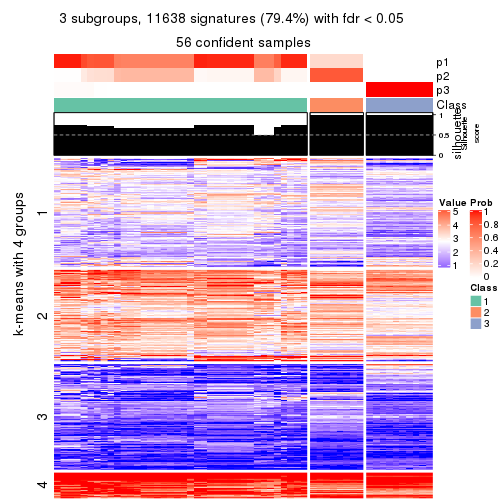 3 subgroups, 11638 signatures (79.4%) with fdr < 0.05
56 confident samples
p1
p2
p3
Class
silhouette
1
0.5
0
Silhouette
score
k-means with 4 groups
1
2
3
4
Value
5
4
3
2
1
Prob
1
0.8
0.6
0.4
0.2
0
Class
1
2
3